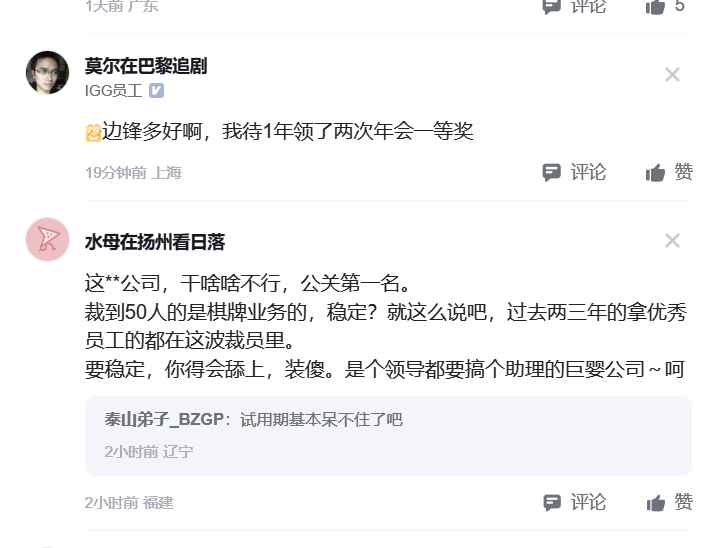 1天前 广东
评论
5
莫尔在巴黎追剧
IGG员工
边锋多好啊，我待1年领了两次年会一等奖
19分钟前 上海
评论
赞
水母在扬州看日落
这**公司，干啥啥不行，公关第一名。
裁到50人的是棋牌业务的，稳定？就这么说吧，过去两三年的拿优秀
员工的都在这波裁员里。
要稳定，你得会舔上，装傻。是个领导都要搞个助理的巨婴公司～呵
泰山弟子_BZGP：试用期基本呆不住了吧
2小时前 辽宁
2小时前 福建
评论
赞